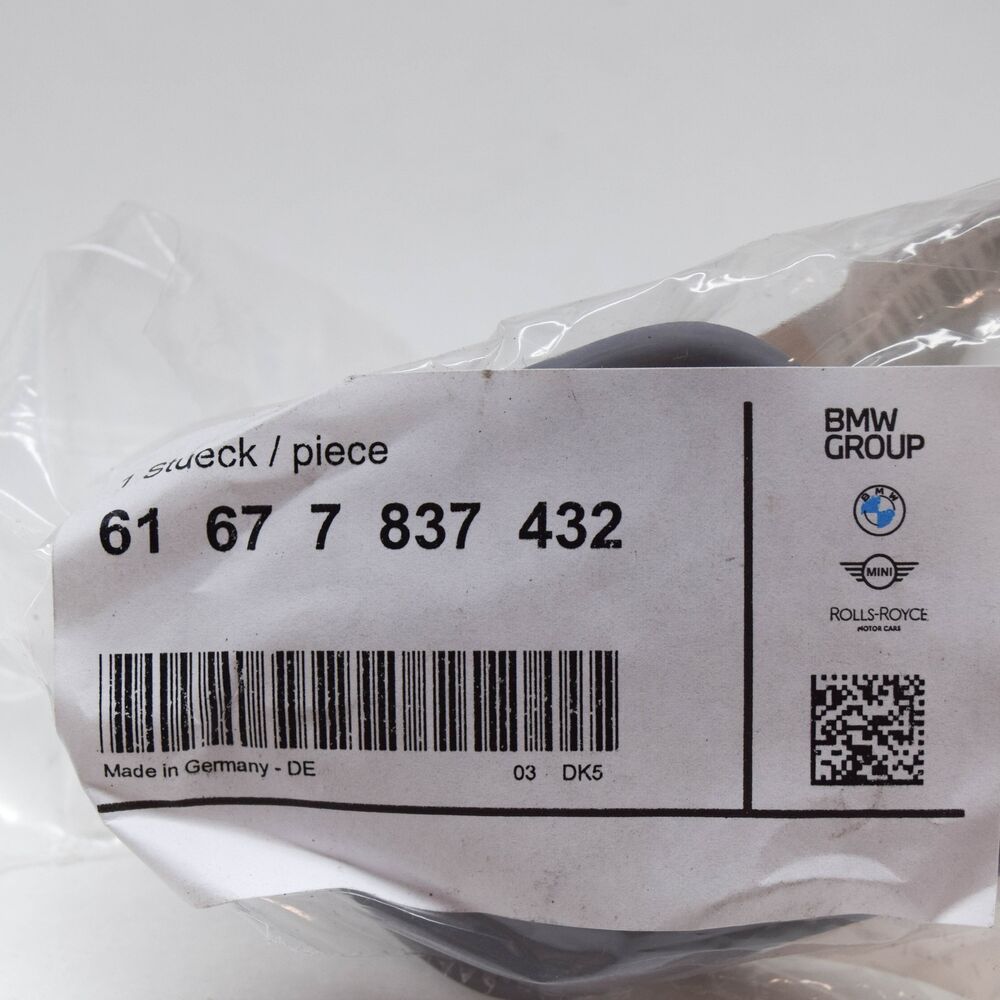 1 Stueck / piece
61 67 7 837 432
Made in Germany - DE
03 DK5
BMW
GROUP
BMW
MINI
ROLLS-ROYCE
MOTOR CARS